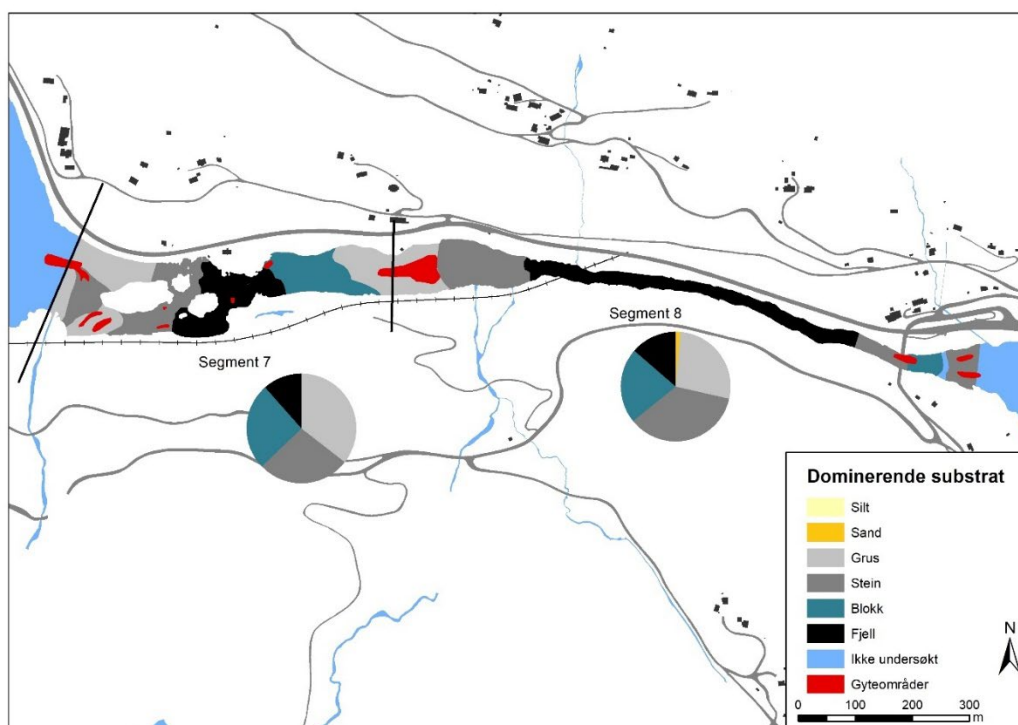 Segment 7
Segment 8
Dominerende substrat
Silt
Sand
Grus
Stein
Blokk
Fjell
Ikke undersøkt
Gyteområder
N
0 100 200 300
m